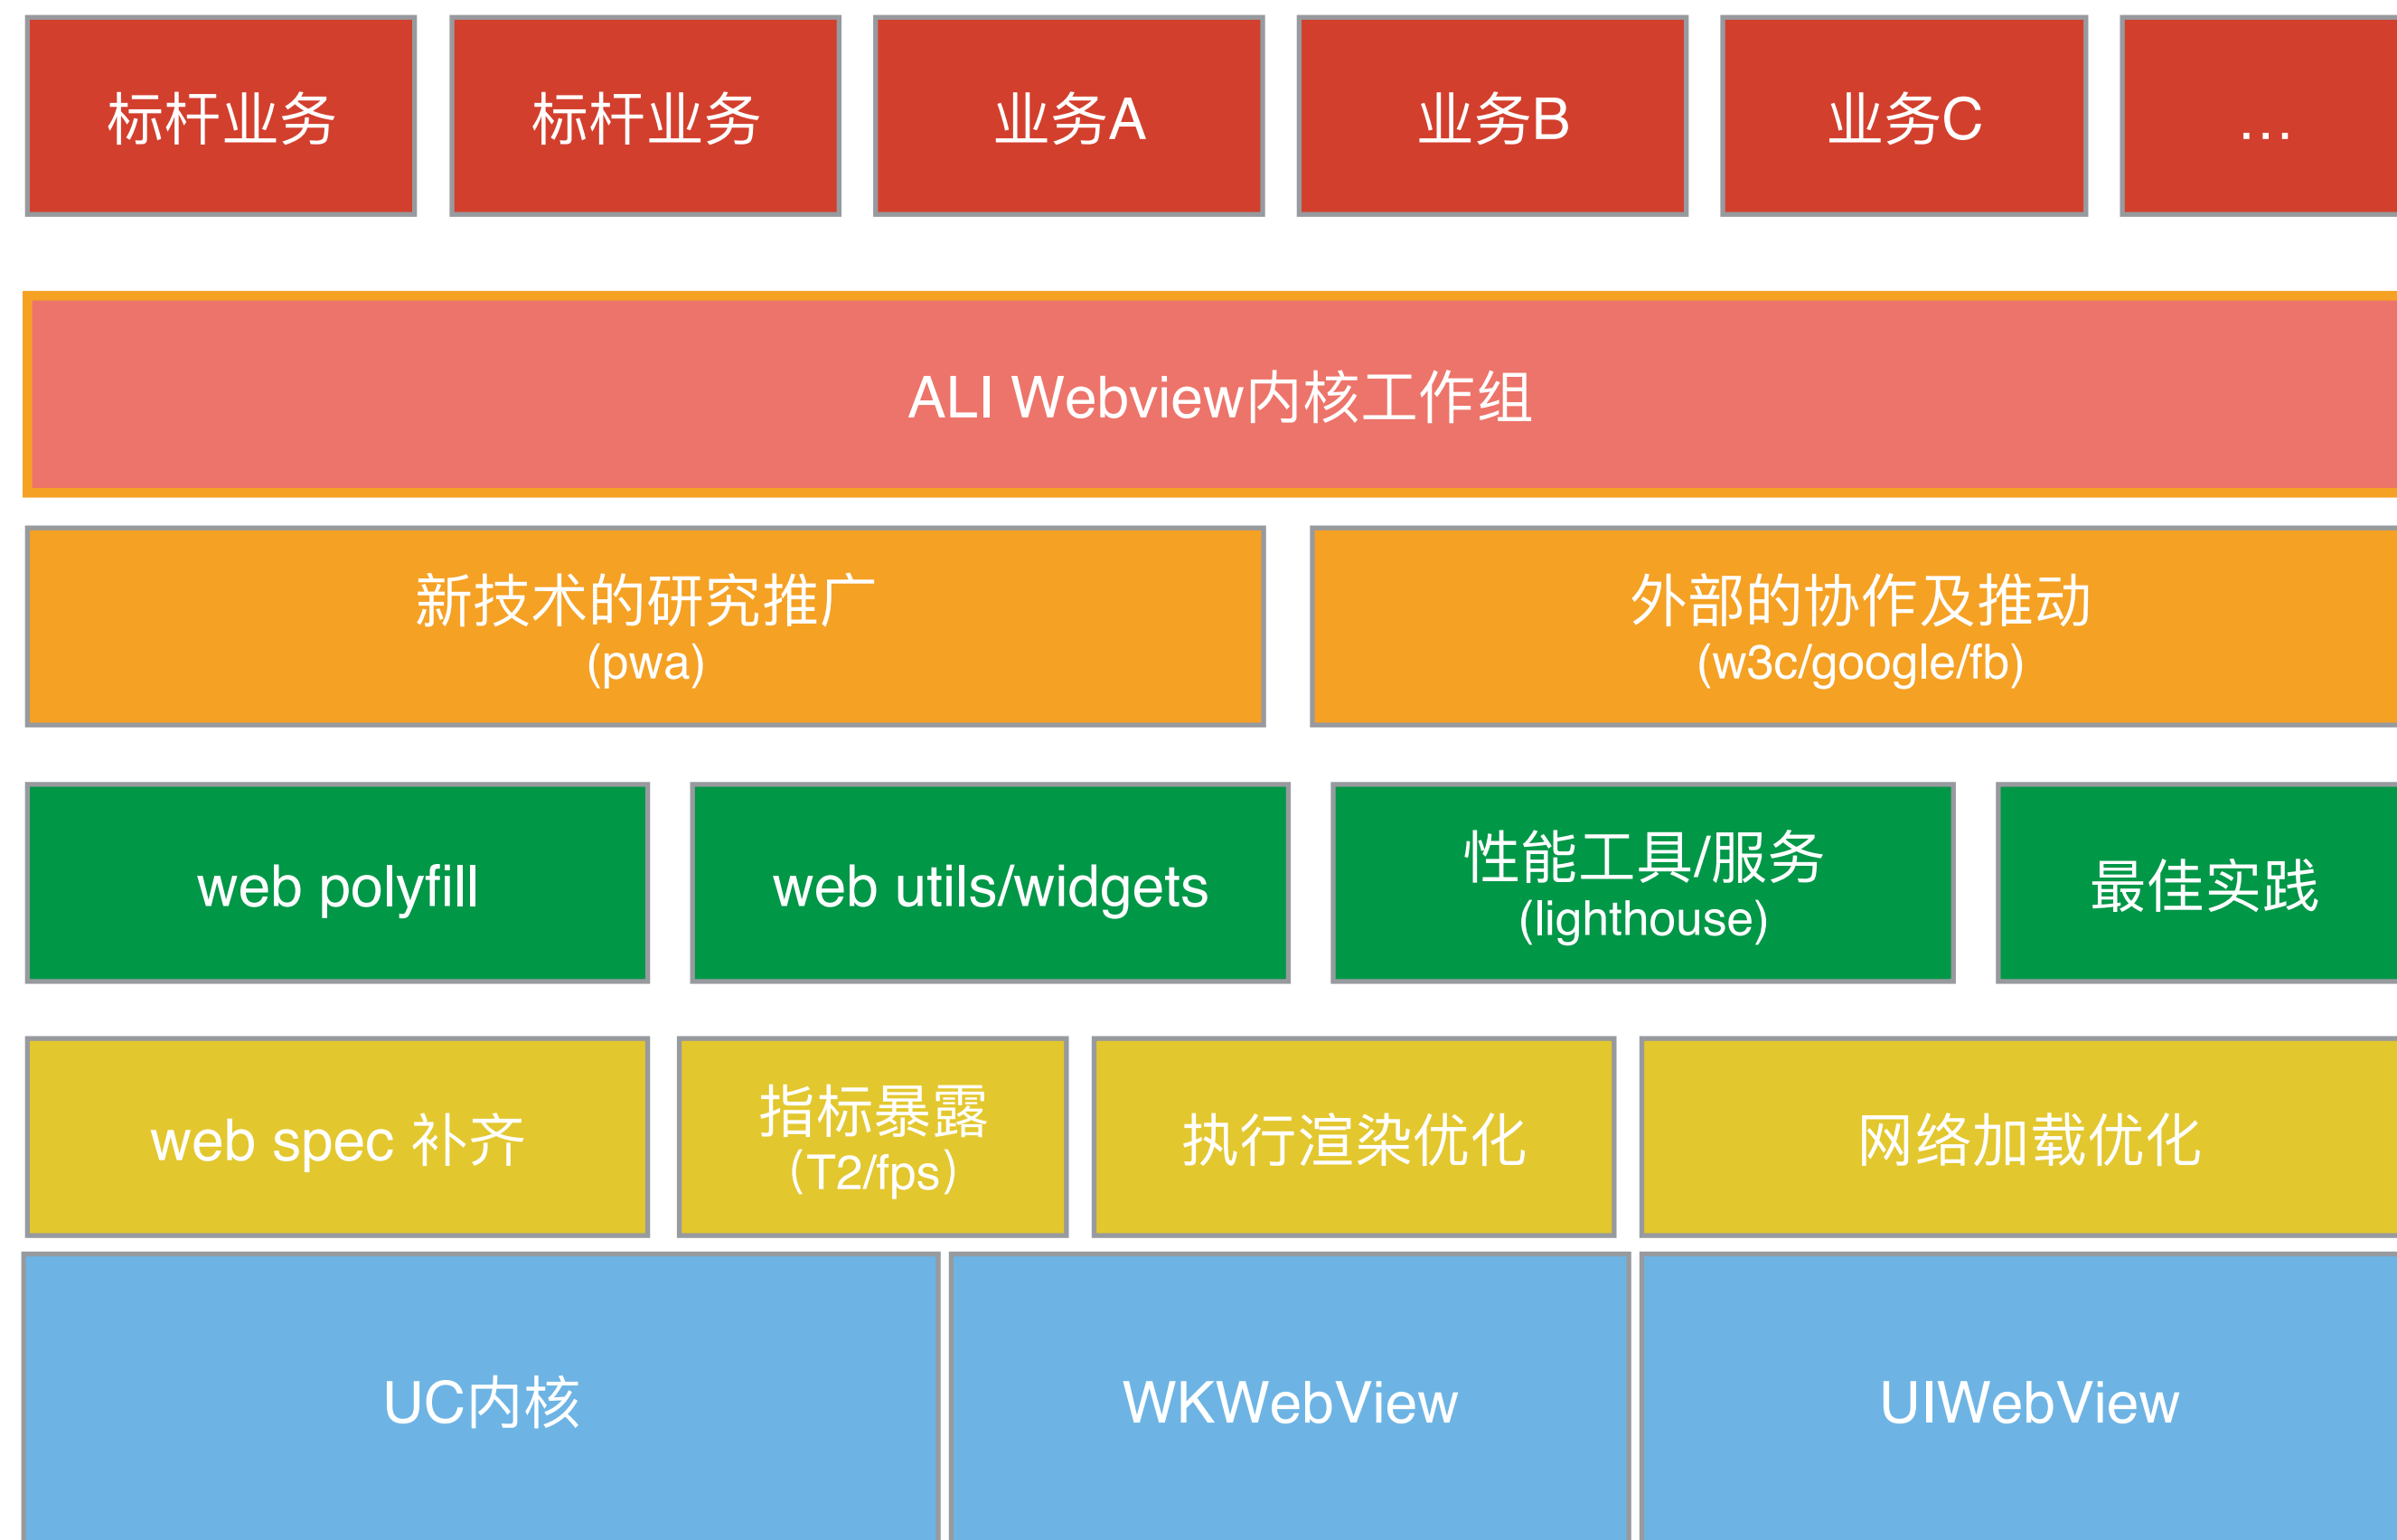 标杆业务
标杆业务
业务A
业务B
业务C
...
ALI Webview内核工作组
新技术的研究推广
(pwa)
外部的协作及推动
(w3c/google/fb)
web polyfill
web utils/widgets
性能工具/服务
(lighthouse)
最佳实践
web spec 补齐
指标暴露
(T2/fps)
执行渲染优化
网络加载优化
UC内核
WKWebView
UIWebView